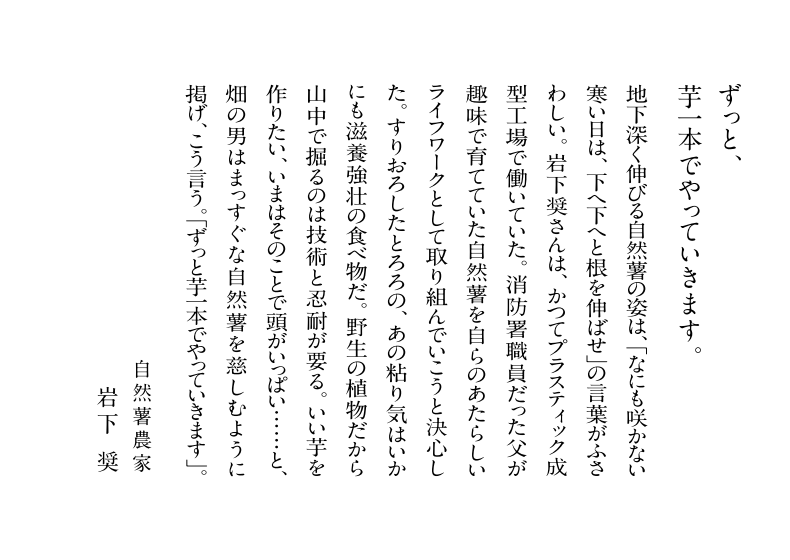 ずっと、
芋一本でやっていきます。
地下深く伸びる自然薯の姿は、「なにも咲かない
寒い日は、下へ下へと根を伸ばせ」の言葉がふさ
わしい。岩下奨さんは、かつてプラスティック成
型工場で働いていた。消防署職員だった父が
趣味で育てていた自然薯を自らのあたらしい
ライフワークとして取り組んでいこうと決心し
た。すりおろしたとろろの、あの粘り気はいか
にも滋養強壮の食べ物だ。野生の植物だから
山中で掘るのは技術と忍耐が要る。いい芋を
作りたい、いまはそのことで頭がいっぱい……と、
畑の男はまっすぐな自然薯を慈しむように
掲げ、こう言う。「ずっと芋一本でやっていきます」。
自然薯農家
岩下 奨